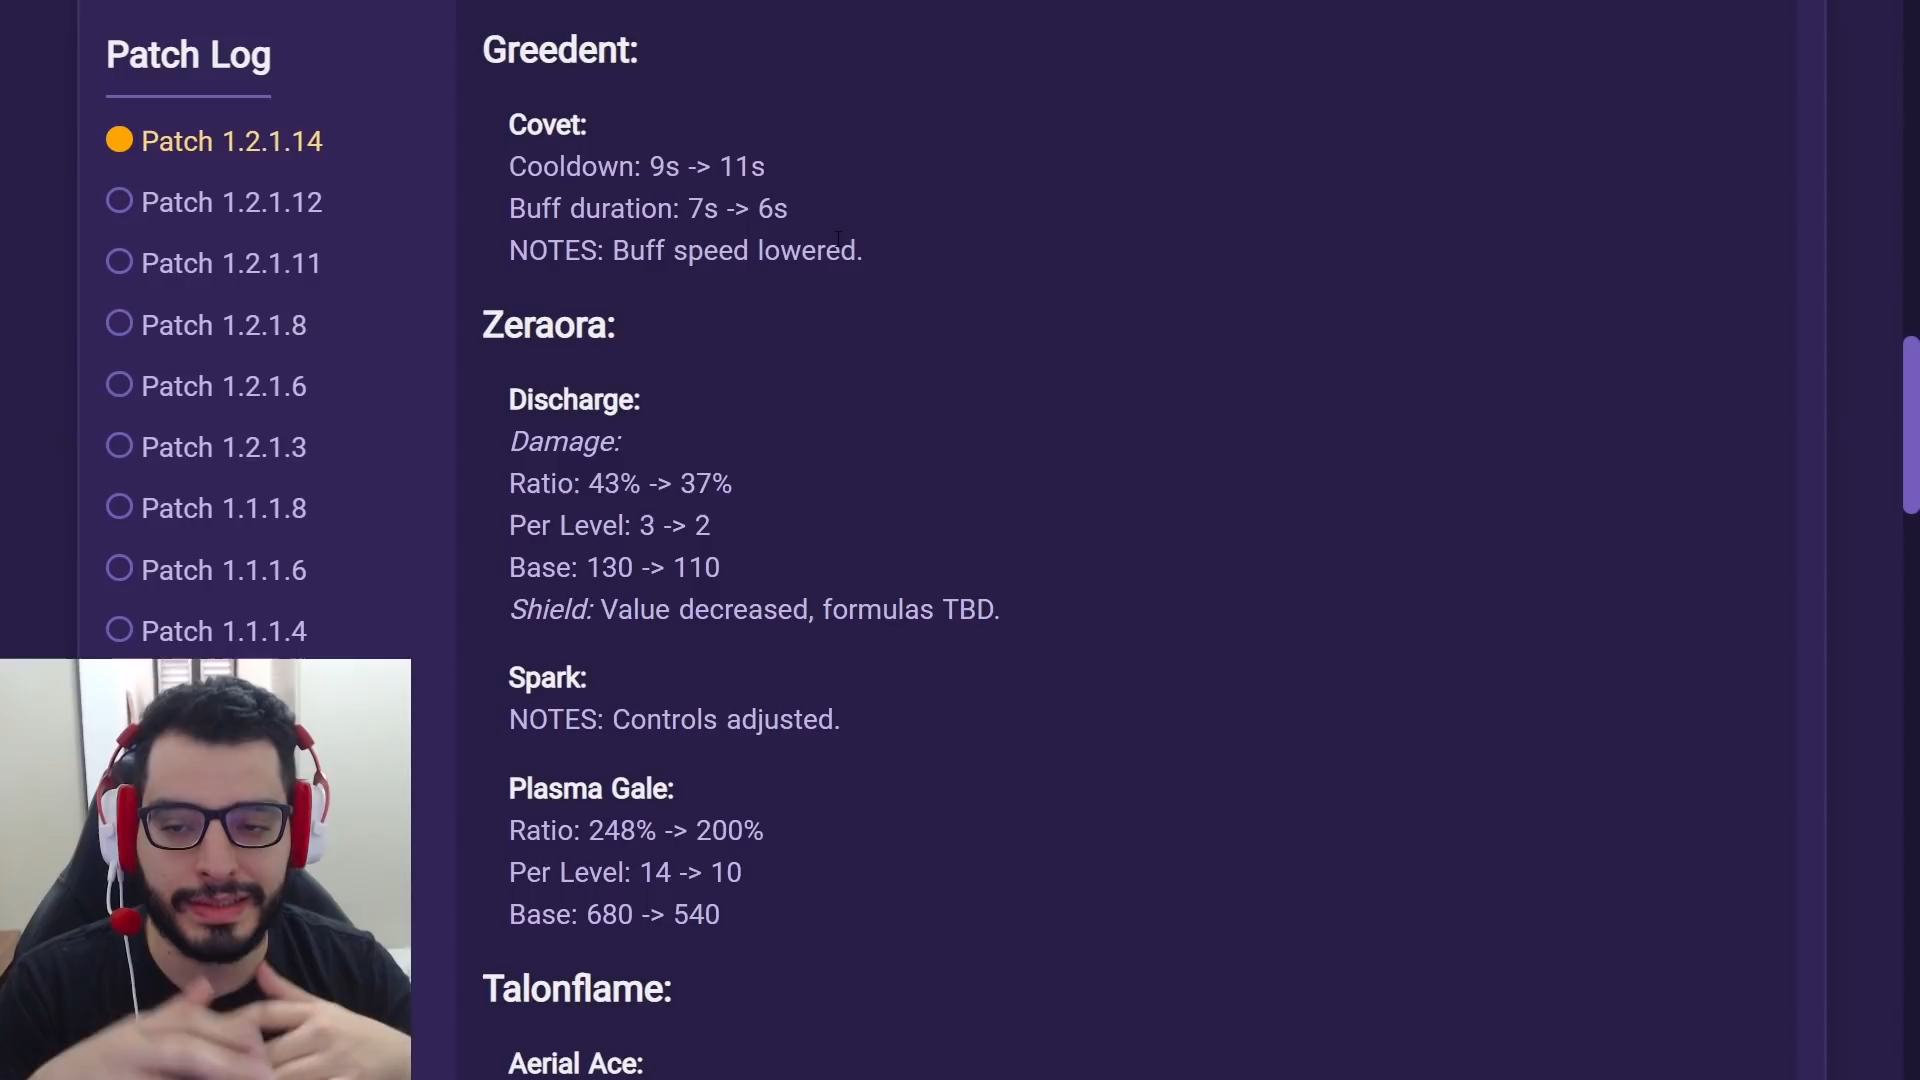 Patch Log
Patch 1.2.1.14
Patch 1.2.1.12
Patch 1.2.1.11
Patch 1.2.1.8
Patch 1.2.1.6
Patch 1.2.1.3
Patch 1.1.1.8
Patch 1.1.1.6
Patch 1.1.1.4
Greedent:
Covet:
Cooldown: 9s -> 11s
Buff duration: 7s -> 6s
NOTES: Buff speed lowered.
Zeraora:
Discharge:
Damage:
Ratio: 43% -> 37%
Per Level: 3 -> 2
Base: 130 -> 110
Shield: Value decreased, formulas TBD.
Spark:
NOTES: Controls adjusted.
Plasma Gale:
Ratio: 248% -> 200%
Per Level: 14 -> 10
Base: 680 -> 540
Talonflame:
Aerial Ace: